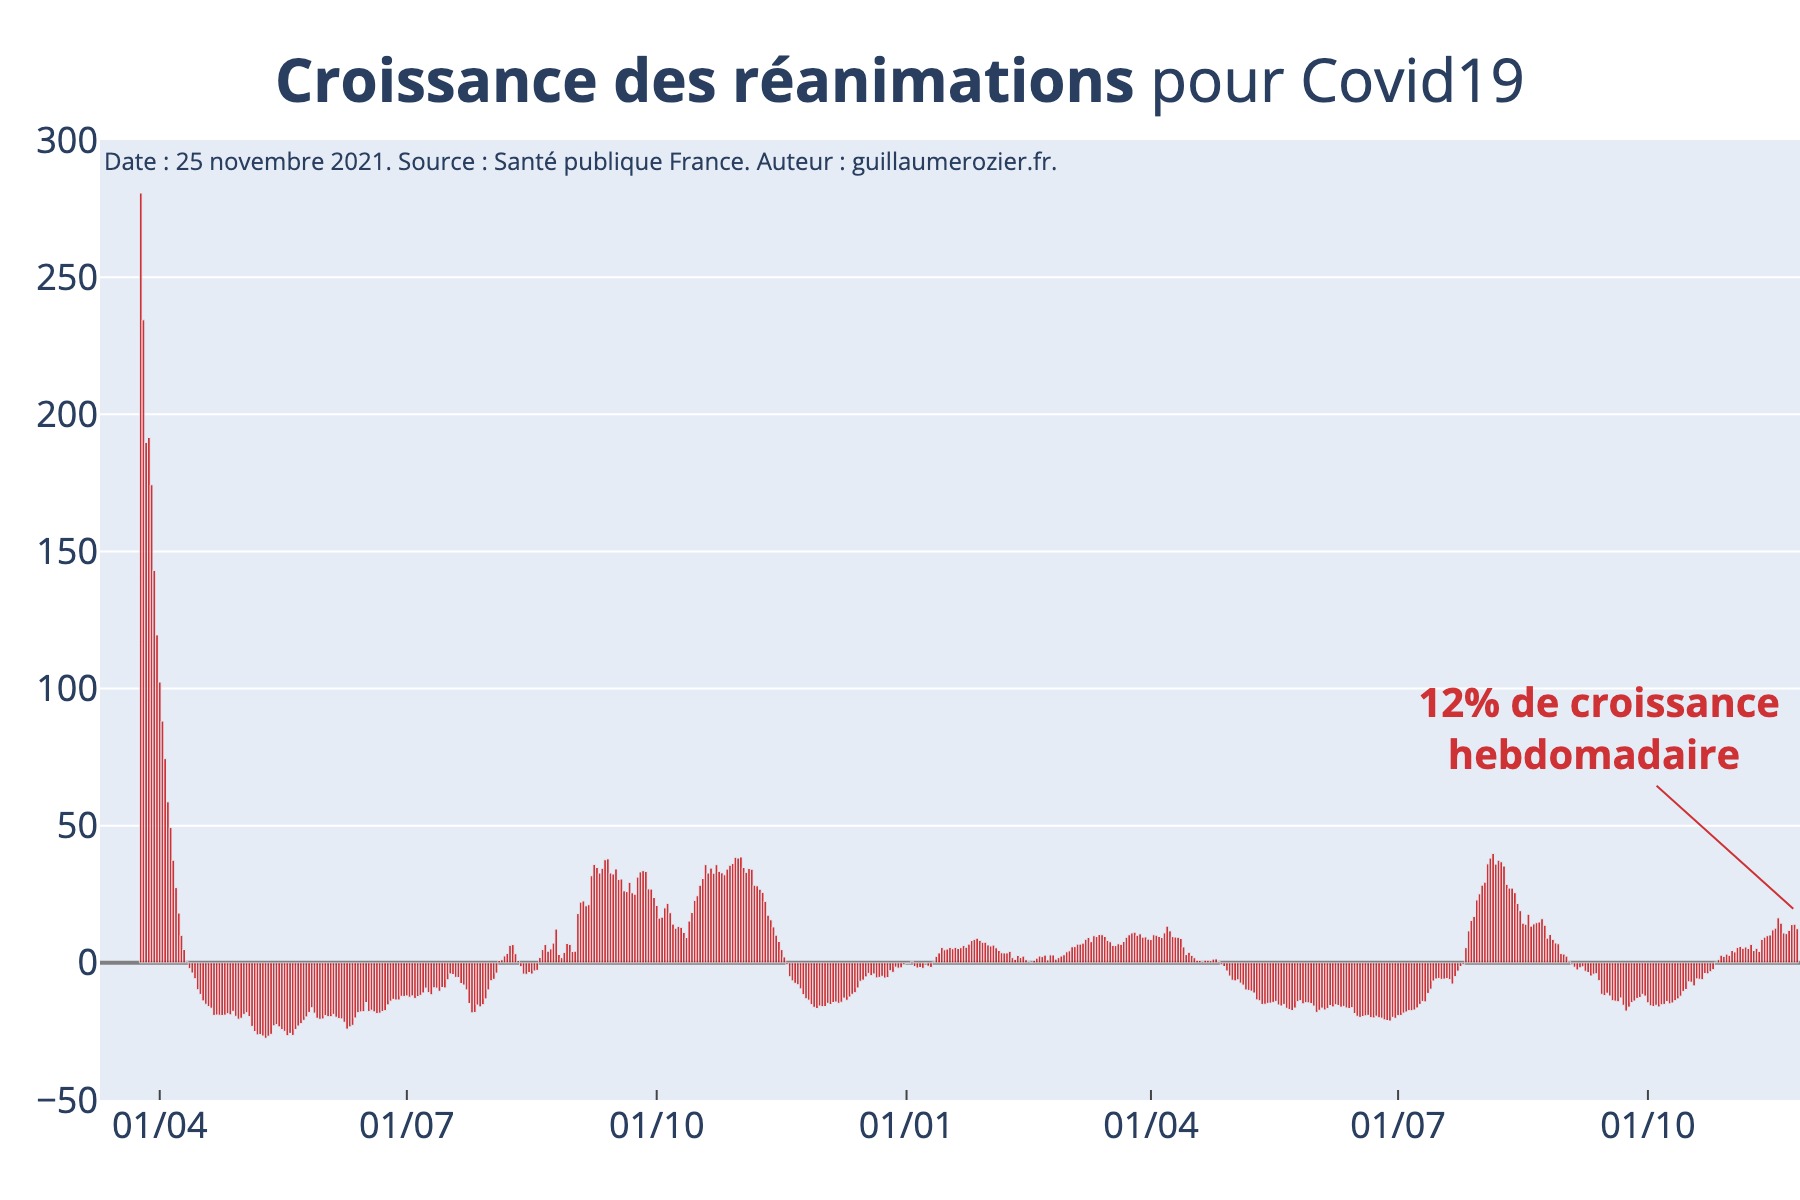 Croissance des réanimations pour Covid19
300
Date : 25 novembre 2021. Source : Santé publique France. Auteur : guillaumerozier.fr.
250
200
150
100
12% de croissance
hebdomadaire
50
0
−50
01/04 01/07 01/10 01/01 01/04 01/07 01/10